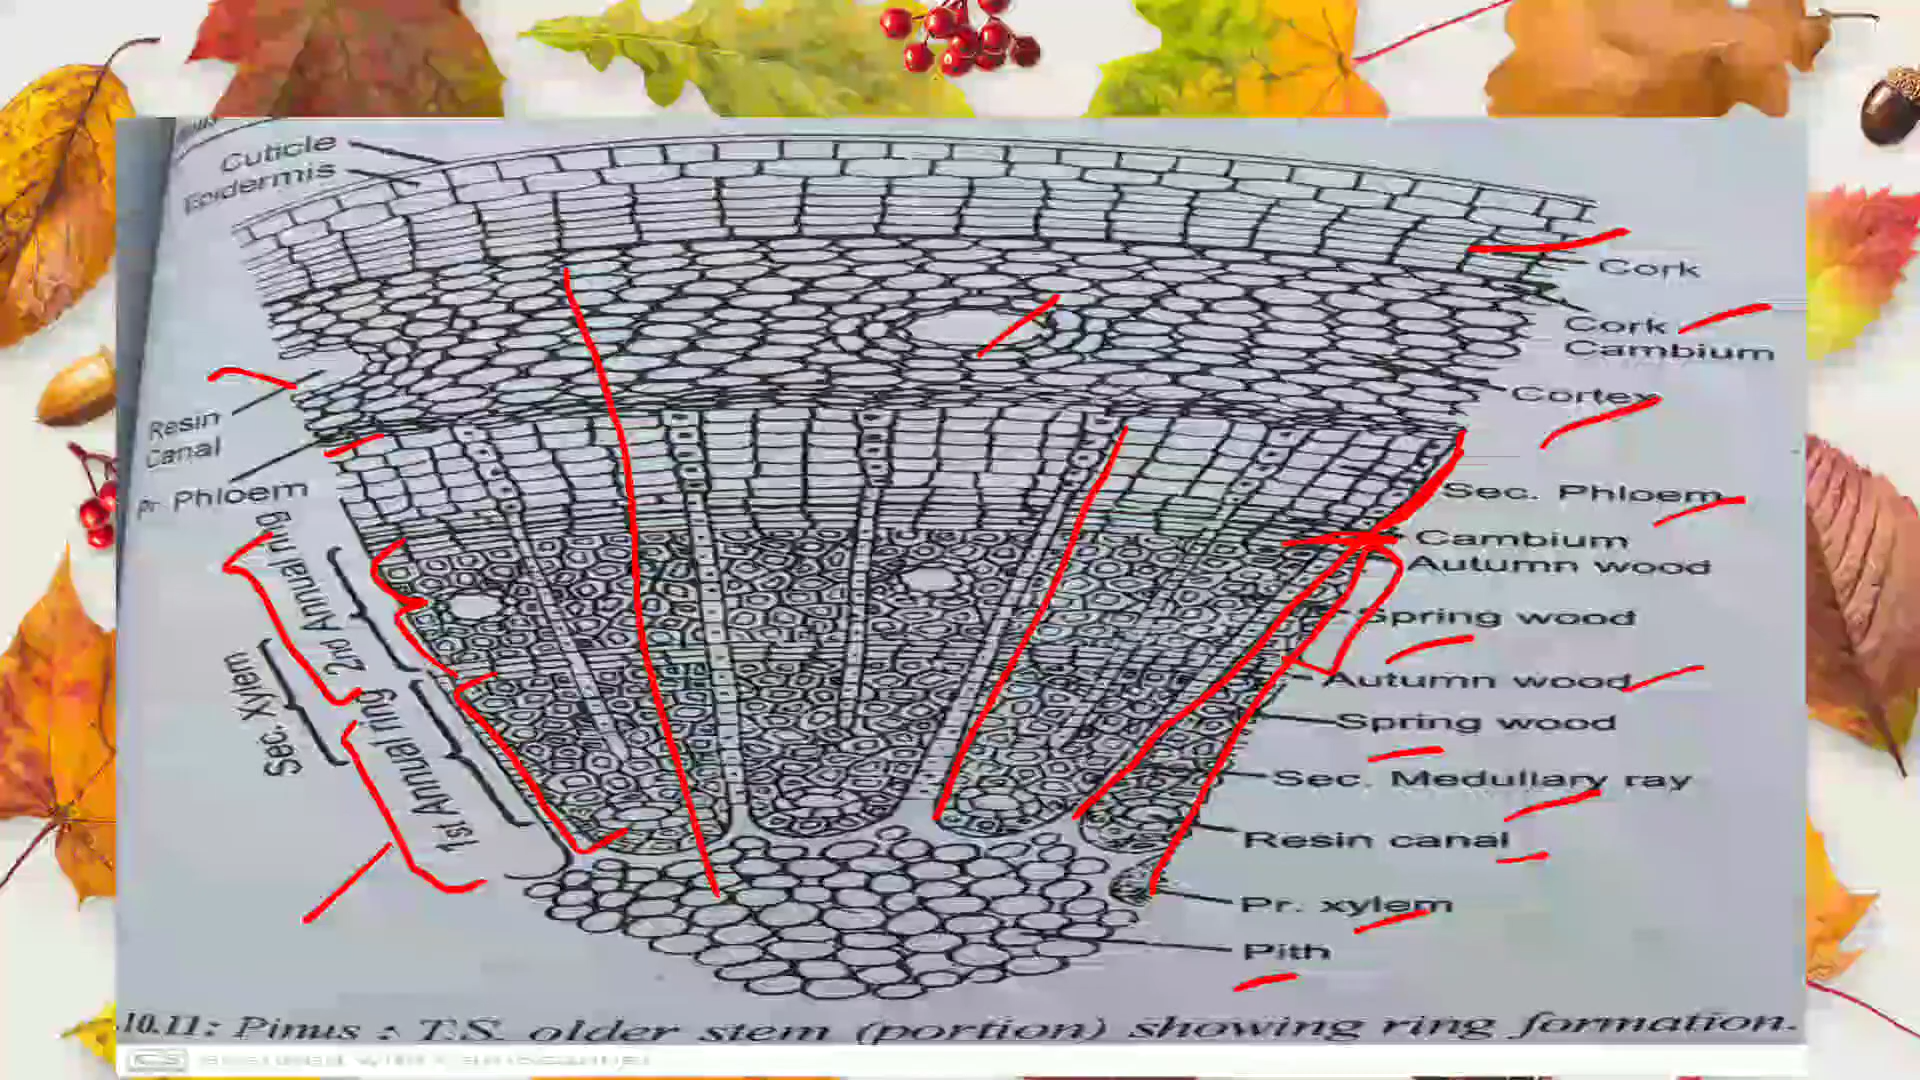 Cuticle
Epidermis
Resin
Canal
Pr. Phloem
2nd Annual ring
Sec. Xylem
1st Annual ring
Cork
Cork
Cambium
Cortex
Sec. Phloem
Cambium
Autumn wood
Spring wood
Autumn wood
Spring wood
Sec. Medullary ray
Resin canal
Pr. xylem
Pith
10.11: Pinus : T.S. older stem (portion) showing ring formation.